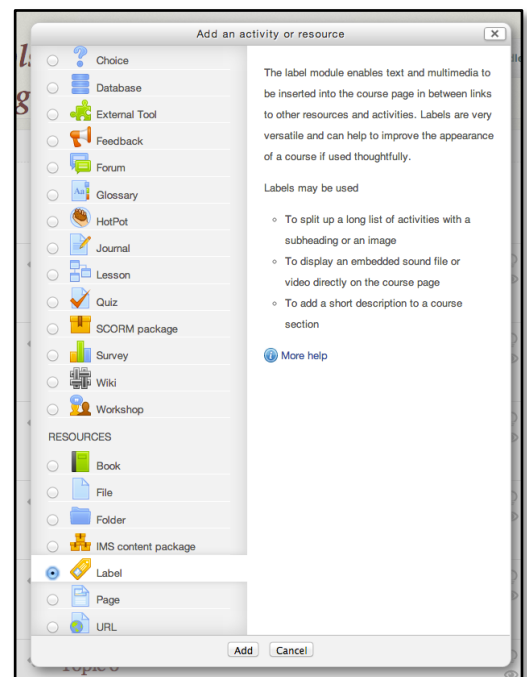 Add an activity or resource
Choice
Database
External Tool
Feedback
Forum
Glossary
HotPot
Journal
Lesson
Quiz
SCORM package
Survey
Wiki
Workshop
RESOURCES
Book
File
Folder
IMS content package
Label
Page
URL
The label module enables text and multimedia to
be inserted into the course page in between links
to other resources and activities. Labels are very
versatile and can help to improve the appearance
of a course if used thoughtfully.
Labels may be used
To split up a long list of activities with a
subheading or an image
To display an embedded sound file or
video directly on the course page
To add a short description to a course
section
More help
Add Cancel